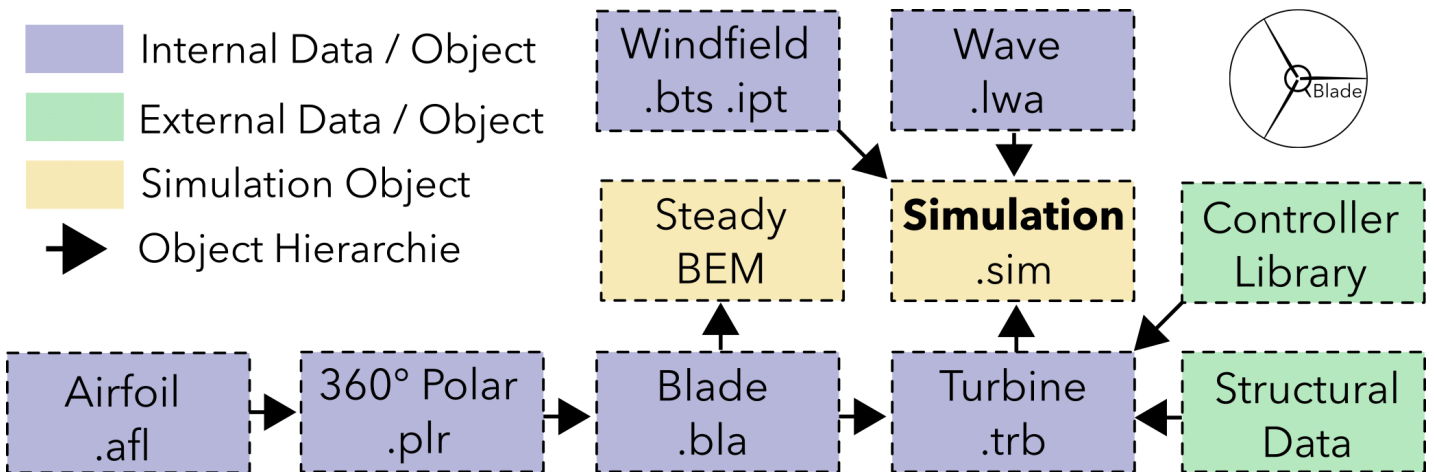 Internal Data / Object
External Data / Object
Simulation Object
Object Hierarchie
Windfield
.bts .ipt
Wave
.lwa
Blade
Steady
BEM
Simulation
.sim
Controller
Library
Airfoil
.afl
360° Polar
.plr
Blade
.bla
Turbine
.trb
Structural
Data